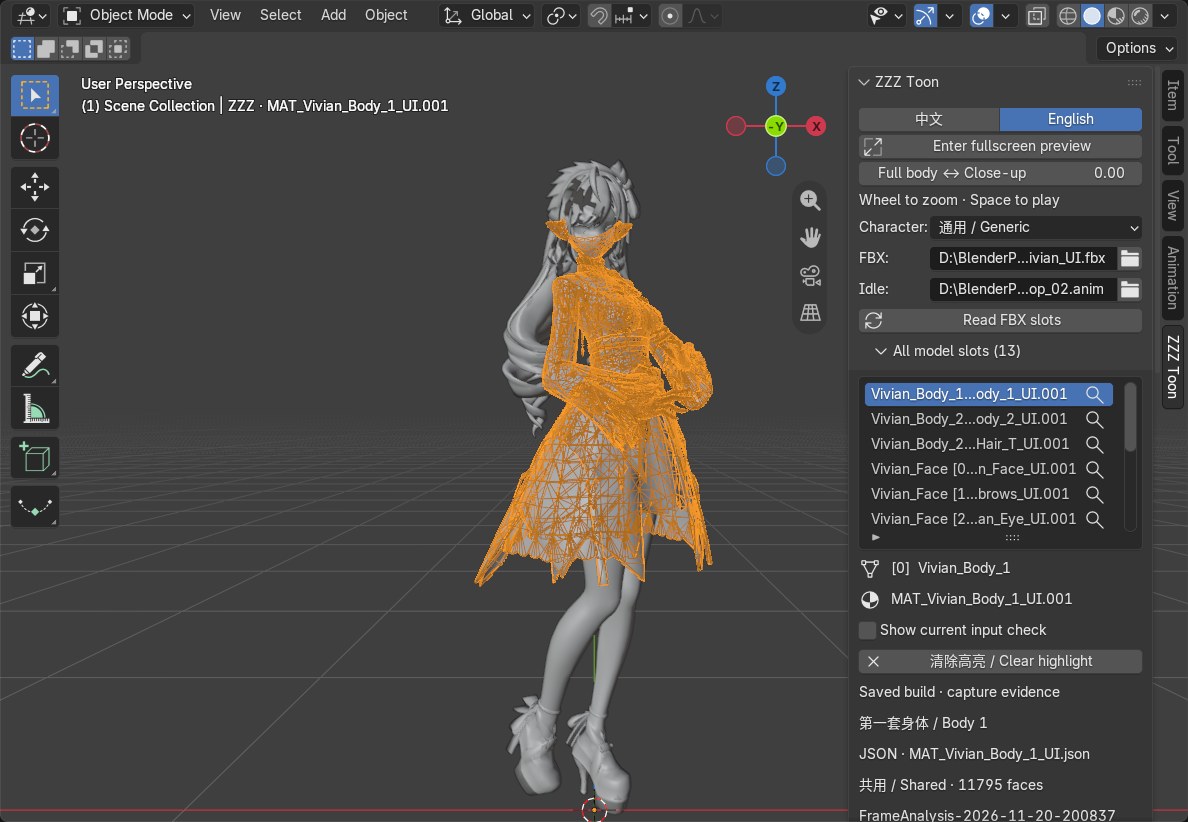 Object Mode View Select Add Object Global
Options
User Perspective
(1) Scene Collection | ZZZ · MAT_Vivian_Body_1_UI.001
Z
-Y
X
Item
Tool
View
Animation
ZZZ Toon
ZZZ Toon
中文 English
Enter fullscreen preview
Full body ↔ Close-up 0.00
Wheel to zoom · Space to play
Character: 通用 / Generic
FBX: D:\BlenderP...ivian_UI.fbx
Idle: D:\BlenderP...op_02.anim
Read FBX slots
All model slots (13)
Vivian_Body_1...ody_1_UI.001
Vivian_Body_2...ody_2_UI.001
Vivian_Body_2...Hair_T_UI.001
Vivian_Face [0...n_Face_UI.001
Vivian_Face [1...brows_UI.001
Vivian_Face [2...an_Eye_UI.001
[0] Vivian_Body_1
MAT_Vivian_Body_1_UI.001
Show current input check
清除高亮 / Clear highlight
Saved build · capture evidence
第一套身体 / Body 1
JSON · MAT_Vivian_Body_1_UI.json
共用 / Shared · 11795 faces
FrameAnalysis-2026-11-20-200837